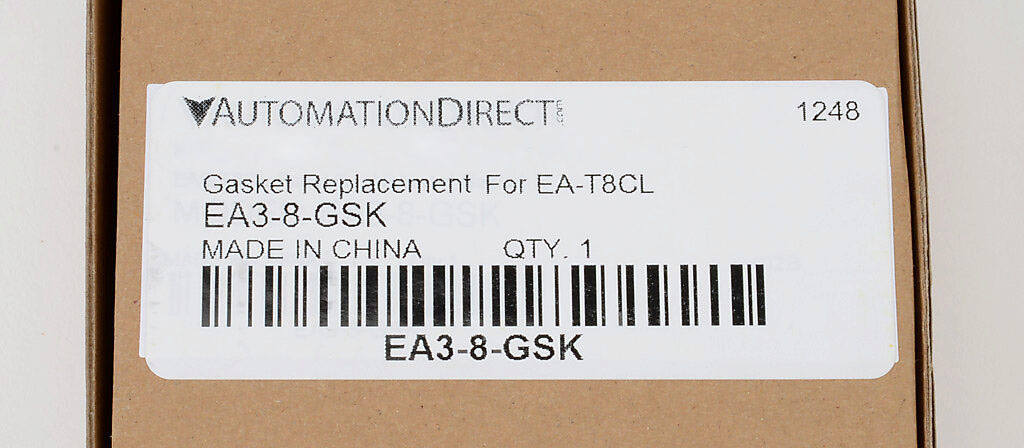 AUTOMATIONDIRECT
1248
Gasket Replacement For EA-T8CL
EA3-8-GSK
MADE IN CHINA QTY. 1
EA3-8-GSK